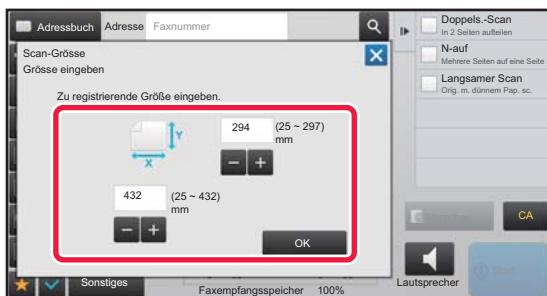 Adressbuch Adresse Faxnummer
Scan-Grösse
Grösse eingeben
Zu registrierende Größe eingeben.
Y
X
294 (25 ~ 297)
mm
432 (25 ~ 432)
mm
OK
Doppels.-Scan
In 2 Seiten aufteilen
N-auf
Mehrere Seiten auf eine Seite
Langsamer Scan
Orig. m. dünnem Pap. sc.
CA
Sonstiges
Faxempfangsspeicher 100%
Lautsprecher
Start